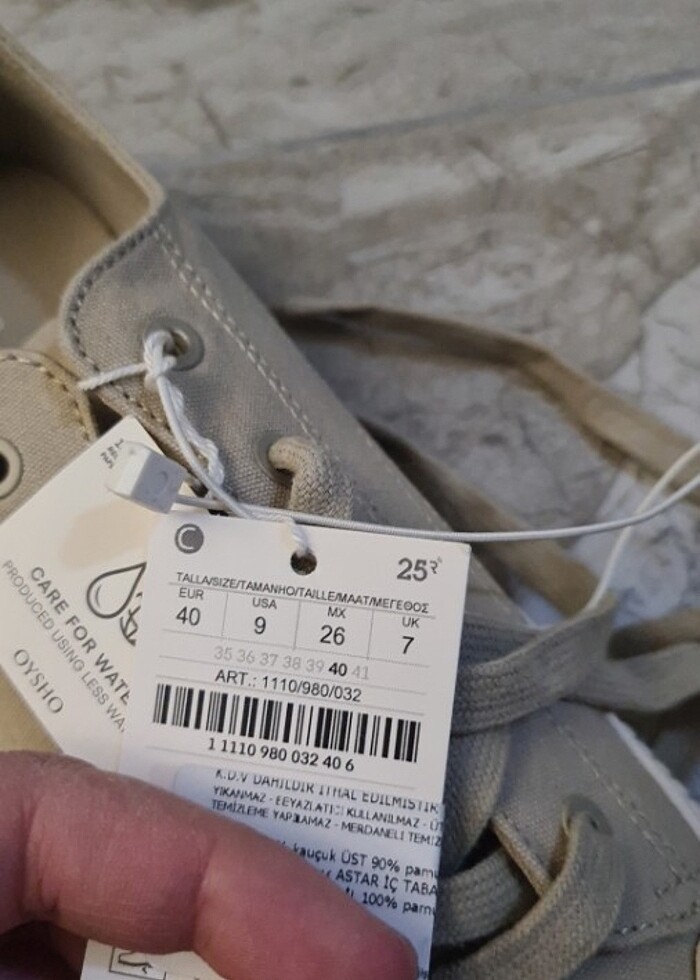 CARE FOR WATE
PRODUCED USING LESS WA
OYSHO
C
25
TALLA/SIZE/TAMANHO/TAILLE/MAAT/ΜΕΓΕΘΟΣ
EUR USA MX UK
40 9 26 7
35 36 37 38 39 40 41
ART.: 1110/980/032
1 1110 980 032 40 6
K.D.V DAHİLDİR İTHAL EDİLMİŞTİR
YIKANMAZ - BEYAZLATICI KULLANILMAZ - ÜT
TEMİZLEME YAPILAMAZ - MERDANELİ TEMİZ
kauçuk ÜST 90% pamu
ASTAR İÇ TABA
100% pamu